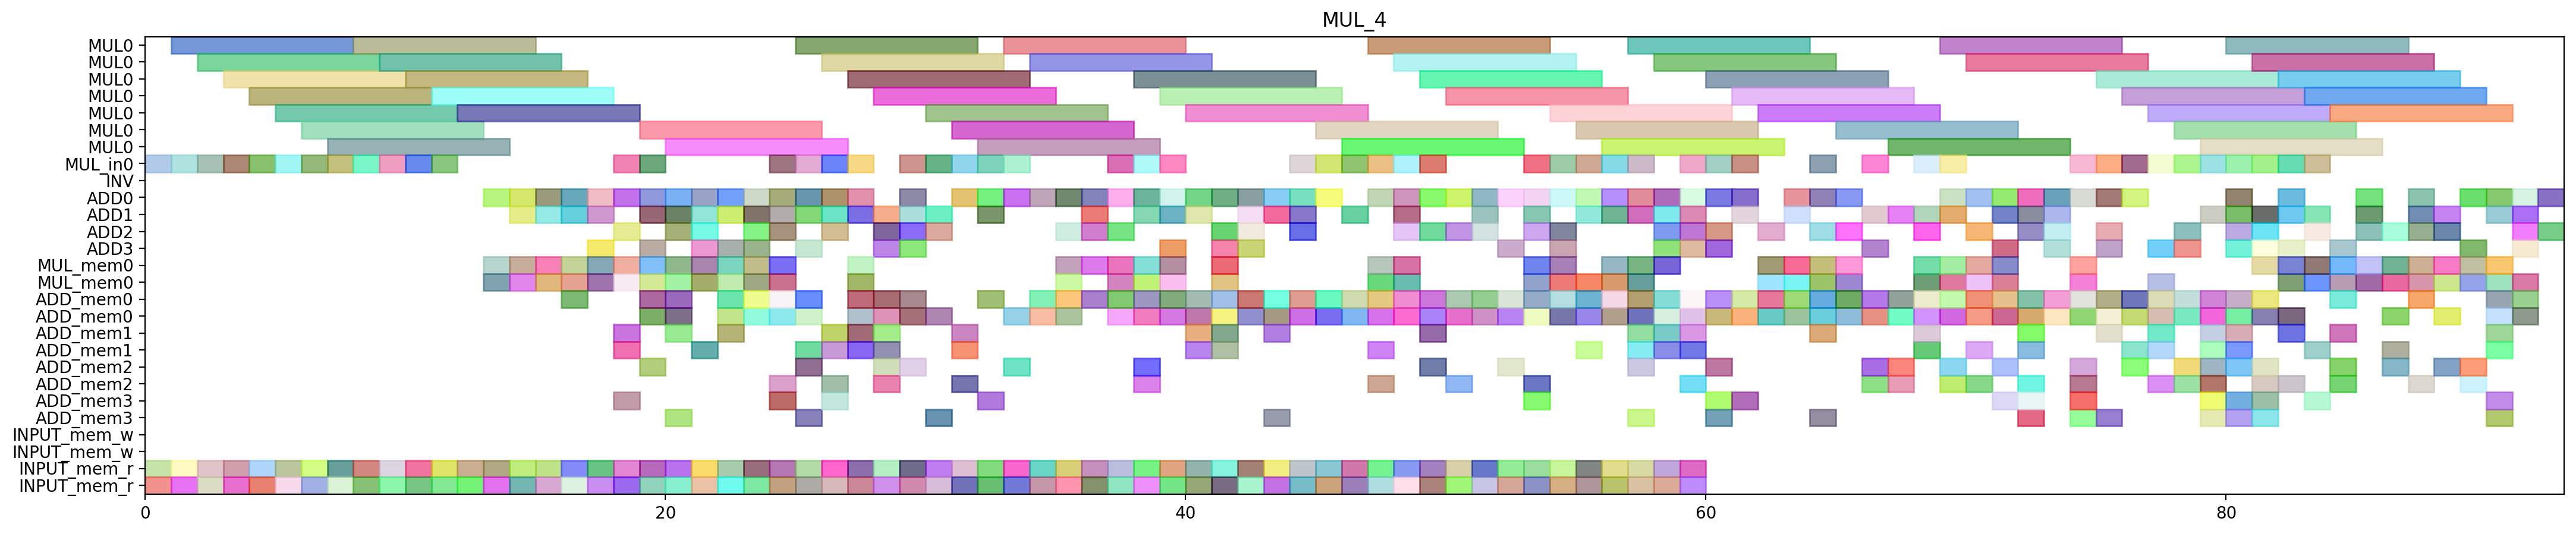 MUL_4
MUL0
MUL0
MUL0
MUL0
MUL0
MUL0
MUL0
MUL_in0
INV
ADD0
ADD1
ADD2
ADD3
MUL_mem0
MUL_mem0
ADD_mem0
ADD_mem0
ADD_mem1
ADD_mem1
ADD_mem2
ADD_mem2
ADD_mem3
ADD_mem3
INPUT_mem_w
INPUT_mem_w
INPUT_mem_r
INPUT_mem_r
0 20 40 60 80